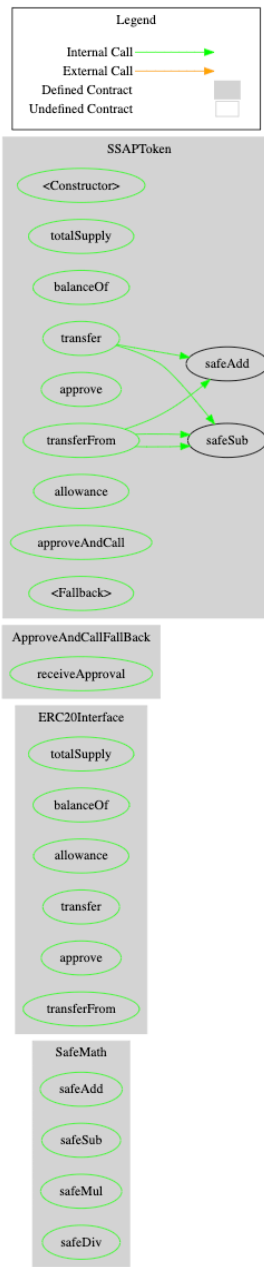 Legend
Internal Call
External Call
Defined Contract
Undefined Contract
SSAPToken
<Constructor>
totalSupply
balanceOf
transfer
safeAdd
approve
transferFrom
safeSub
allowance
approveAndCall
<Fallback>
ApproveAndCallFallBack
receiveApproval
ERC20Interface
totalSupply
balanceOf
allowance
transfer
approve
transferFrom
SafeMath
safeAdd
safeSub
safeMul
safeDiv